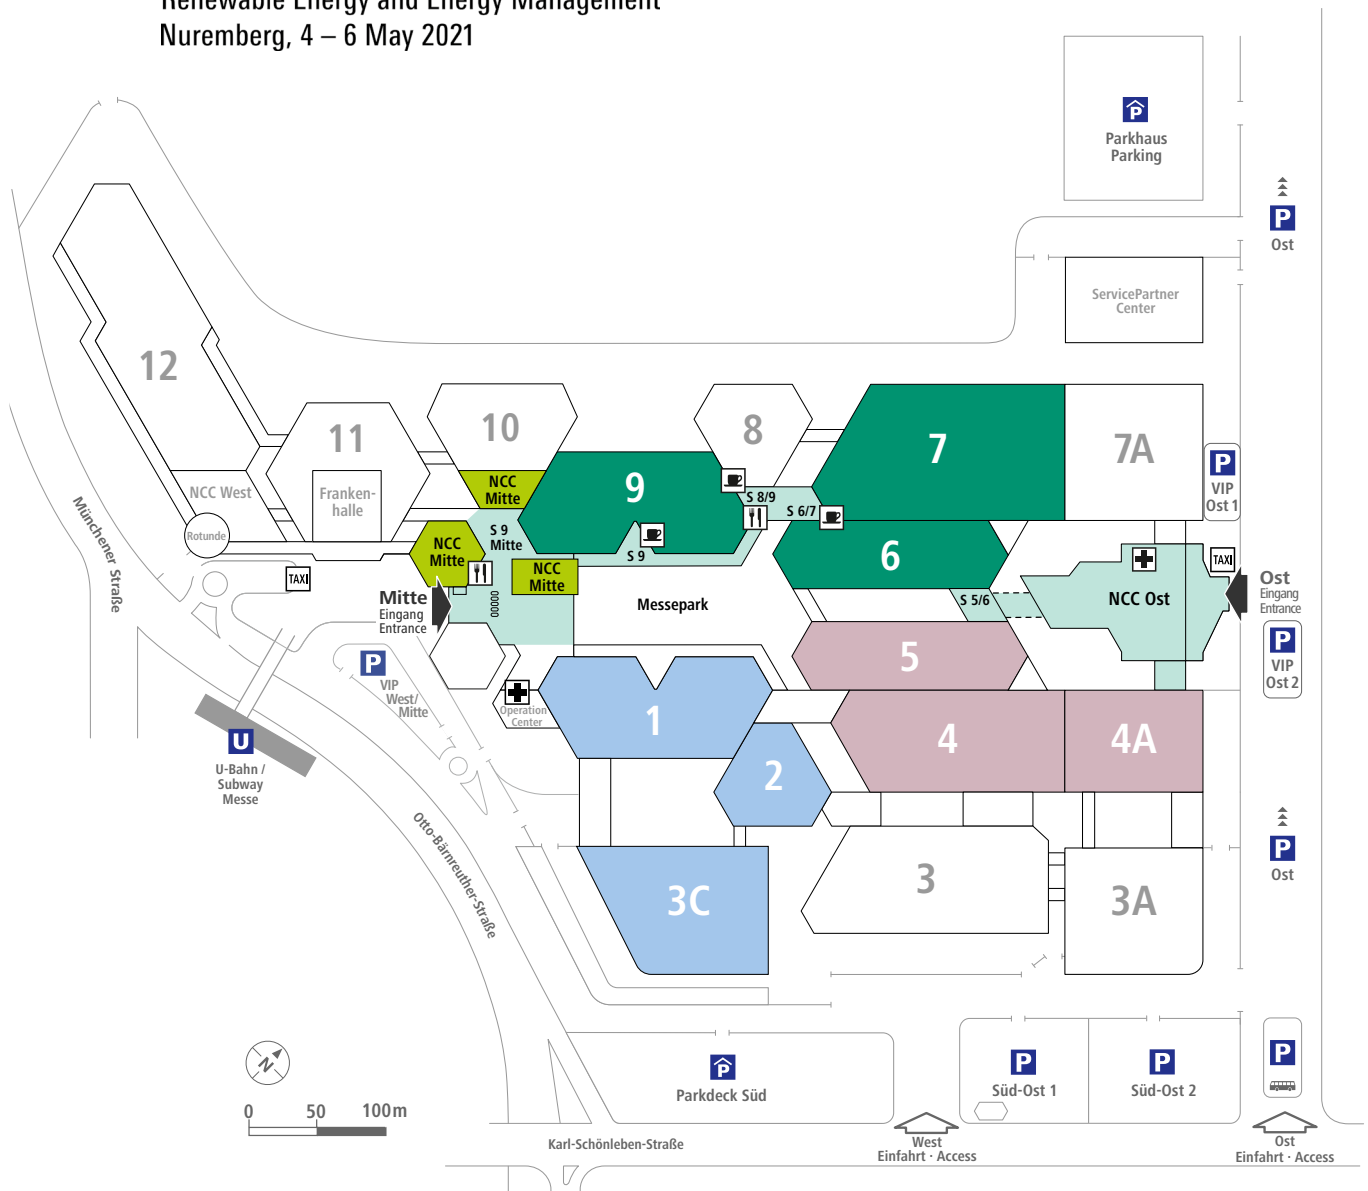 Renewable Energy and Energy Management
Nuremberg, 4 – 6 May 2021
P
Parkhaus
Parking
P
Ost
ServicePartner
Center
12
11
10
8
7
7A
9
NCC
Mitte
NCC West
Franken-
halle
P
VIP
Ost 1
S 8/9
S 6/7
Rotunde
S 9
Mitte
NCC
Mitte
S 9
6
NCC
Mitte
TAXI
TAXI
Münchener Straße
Mitte
Eingang
Entrance
Messepark
S 5/6
NCC Ost
Ost
Eingang
Entrance
P
VIP
Ost 2
5
P
VIP
West/
Mitte
Operation
Center
1
4
4A
U
U-Bahn /
Subway
Messe
2
Otto-Bärnreuther-Straße
P
Ost
3C
3
3A
N
0 50 100 m
P
Parkdeck Süd
P
Süd-Ost 1
P
Süd-Ost 2
P
Karl-Schönleben-Straße
West
Einfahrt · Access
Ost
Einfahrt · Access